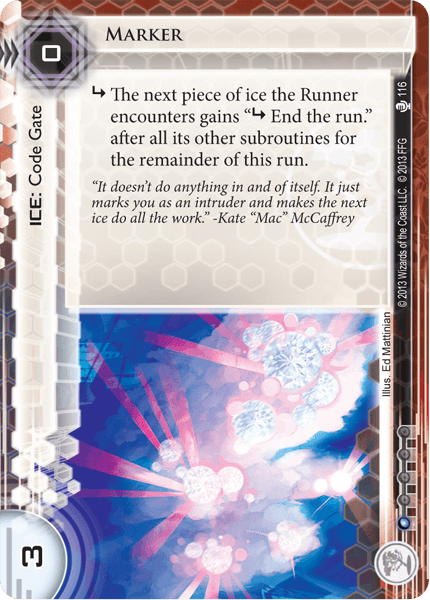 0
MARKER
ICE: Code Gate
↳ The next piece of ice the Runner
encounters gains “↳ End the run.”
after all its other subroutines for
the remainder of this run.
“It doesn’t do anything in and of itself. It just
marks you as an intruder and makes the next
ice do all the work.” -Kate “Mac” McCaffrey
Illus. Ed Mattinian
© 2013 Wizards of the Coast LLC. © 2013 FFG
116
3